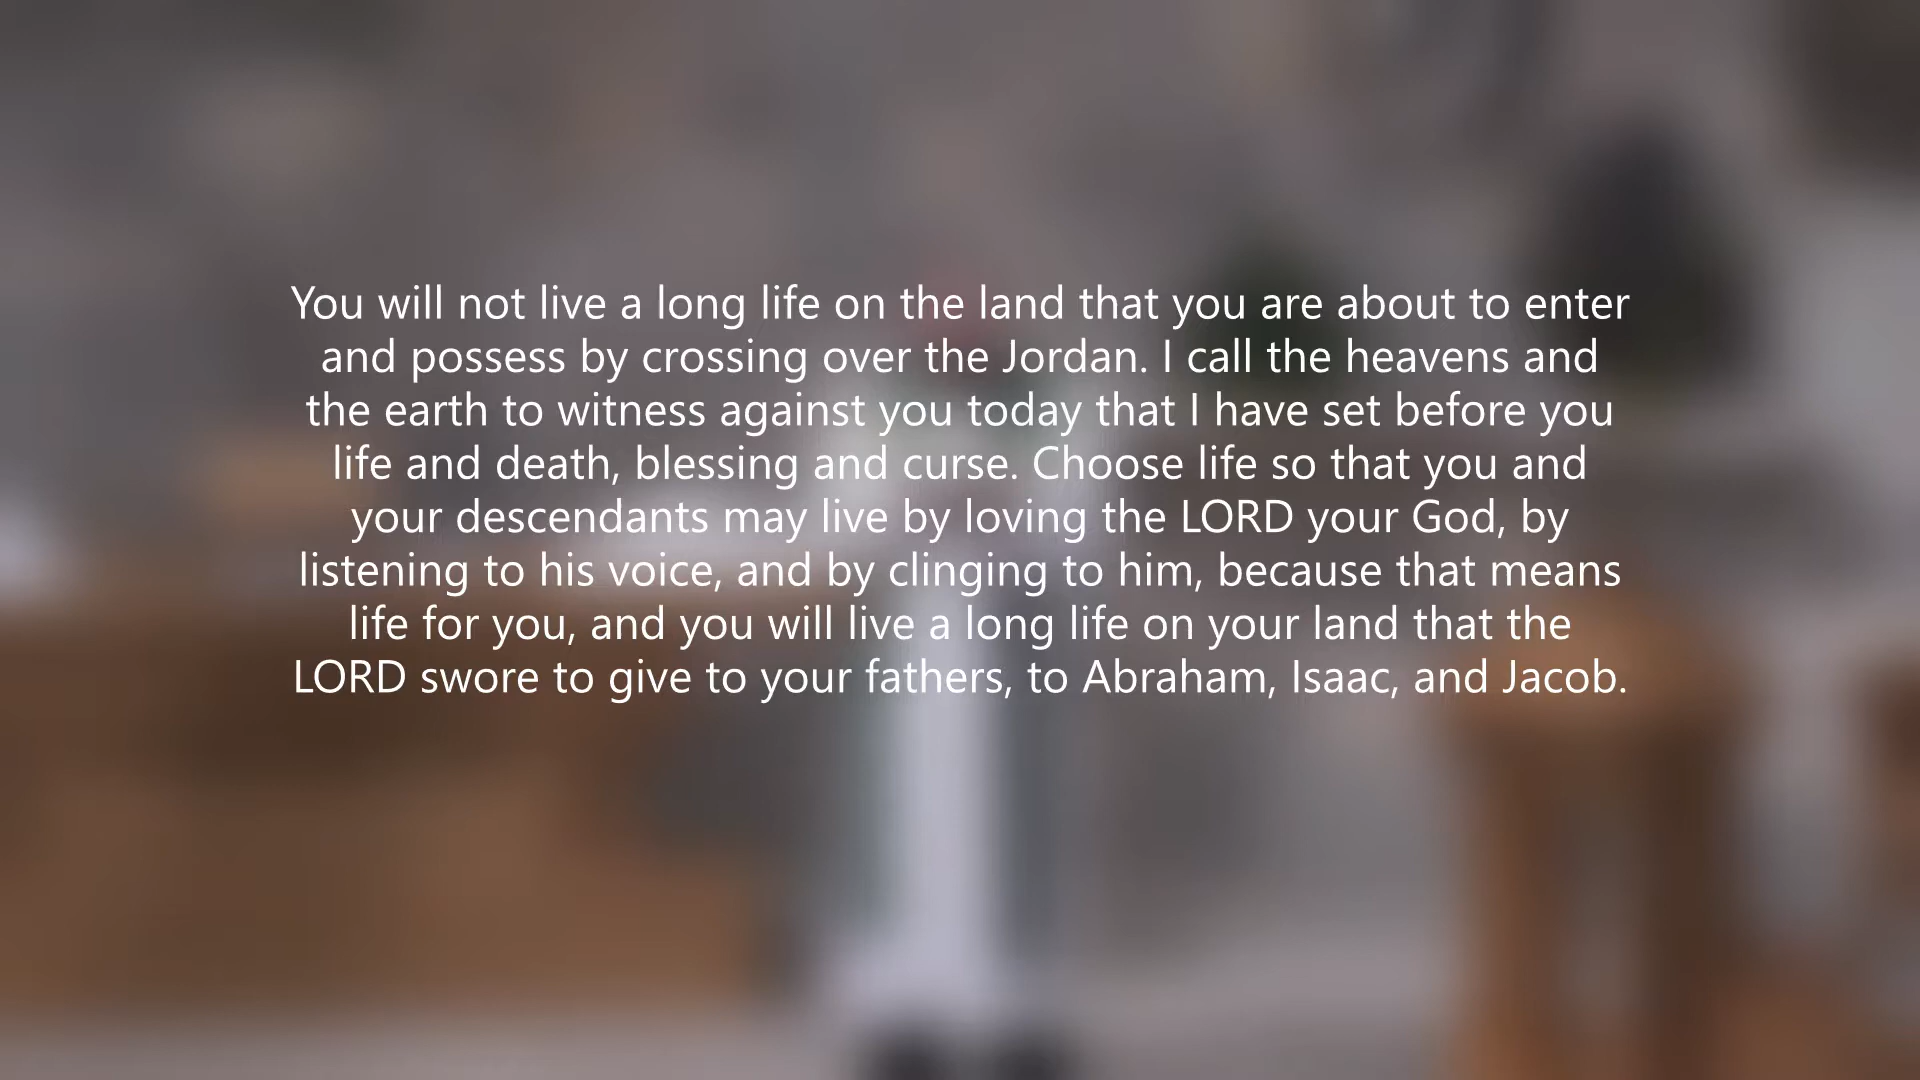 You will not live a long life on the land that you are about to enter
and possess by crossing over the Jordan. I call the heavens and
the earth to witness against you today that I have set before you
life and death, blessing and curse. Choose life so that you and
your descendants may live by loving the LORD your God, by
listening to his voice, and by clinging to him, because that means
life for you, and you will live a long life on your land that the
LORD swore to give to your fathers, to Abraham, Isaac, and Jacob.